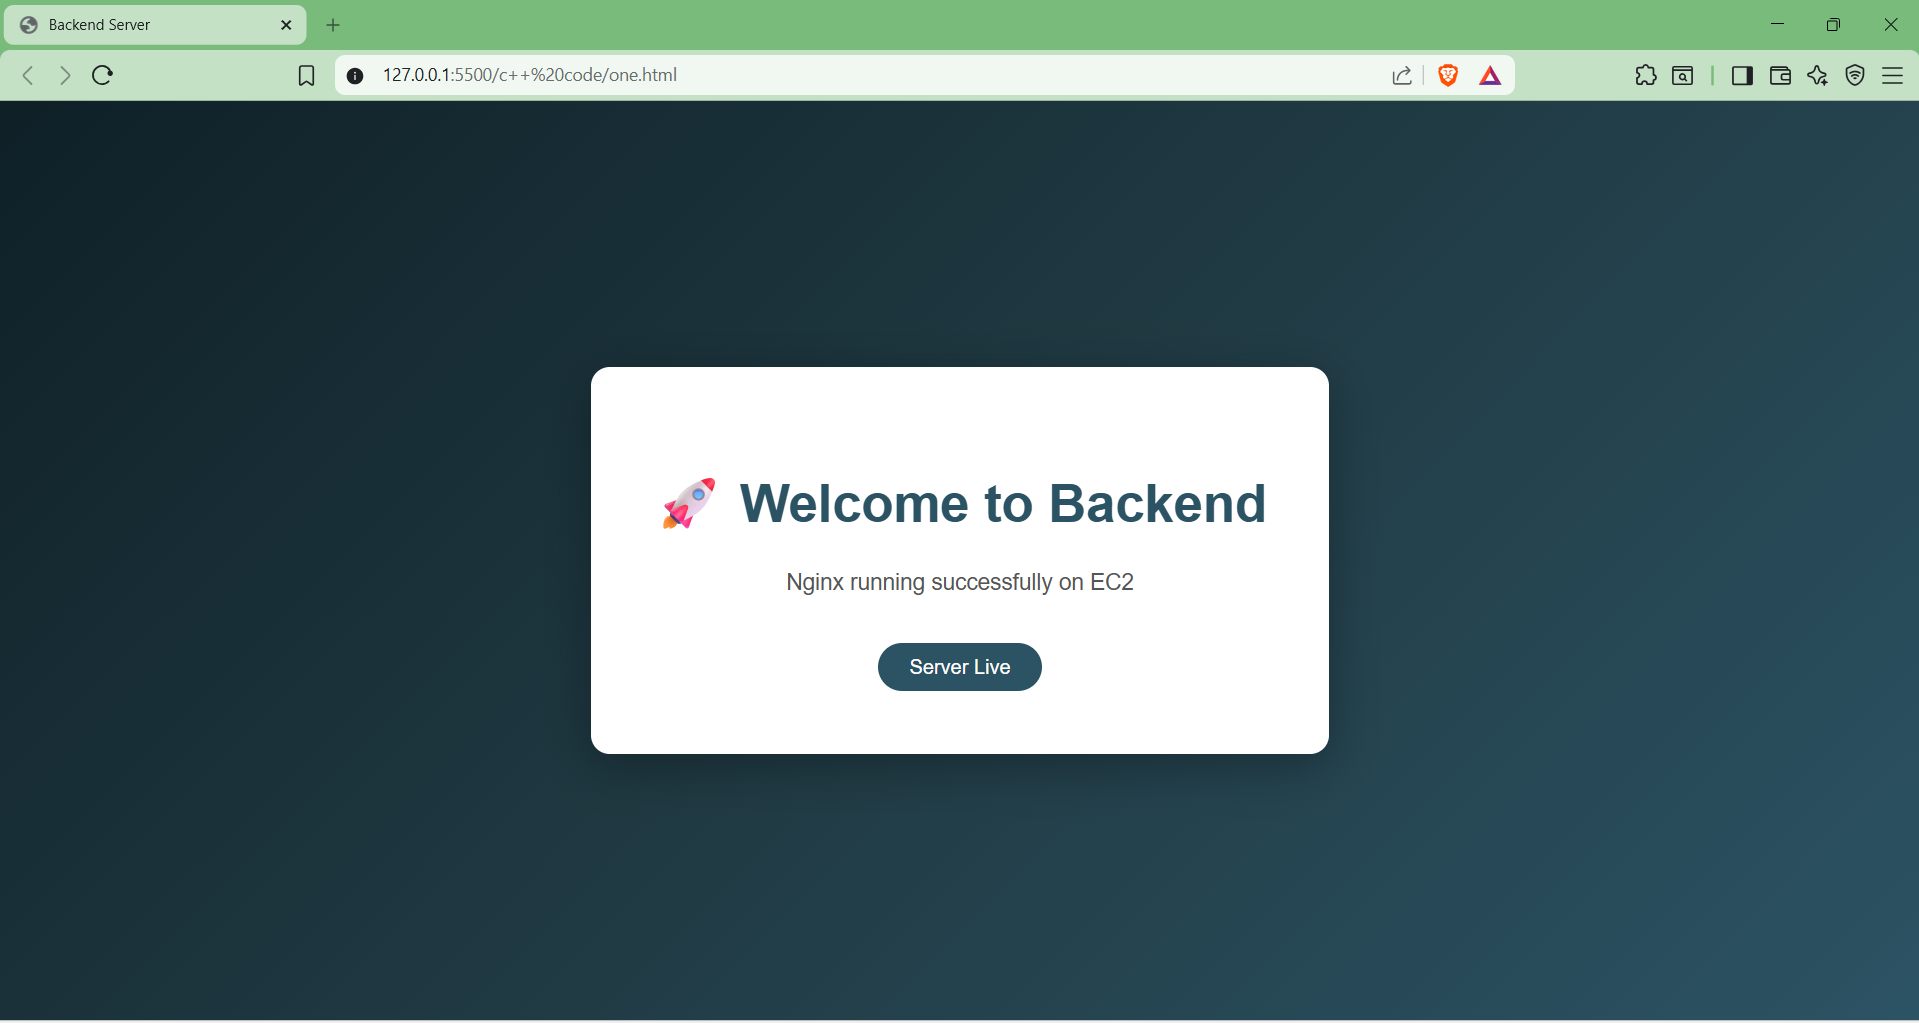 Backend Server
127.0.0.1:5500/c++%20code/one.html
🚀 Welcome to Backend
Nginx running successfully on EC2
Server Live